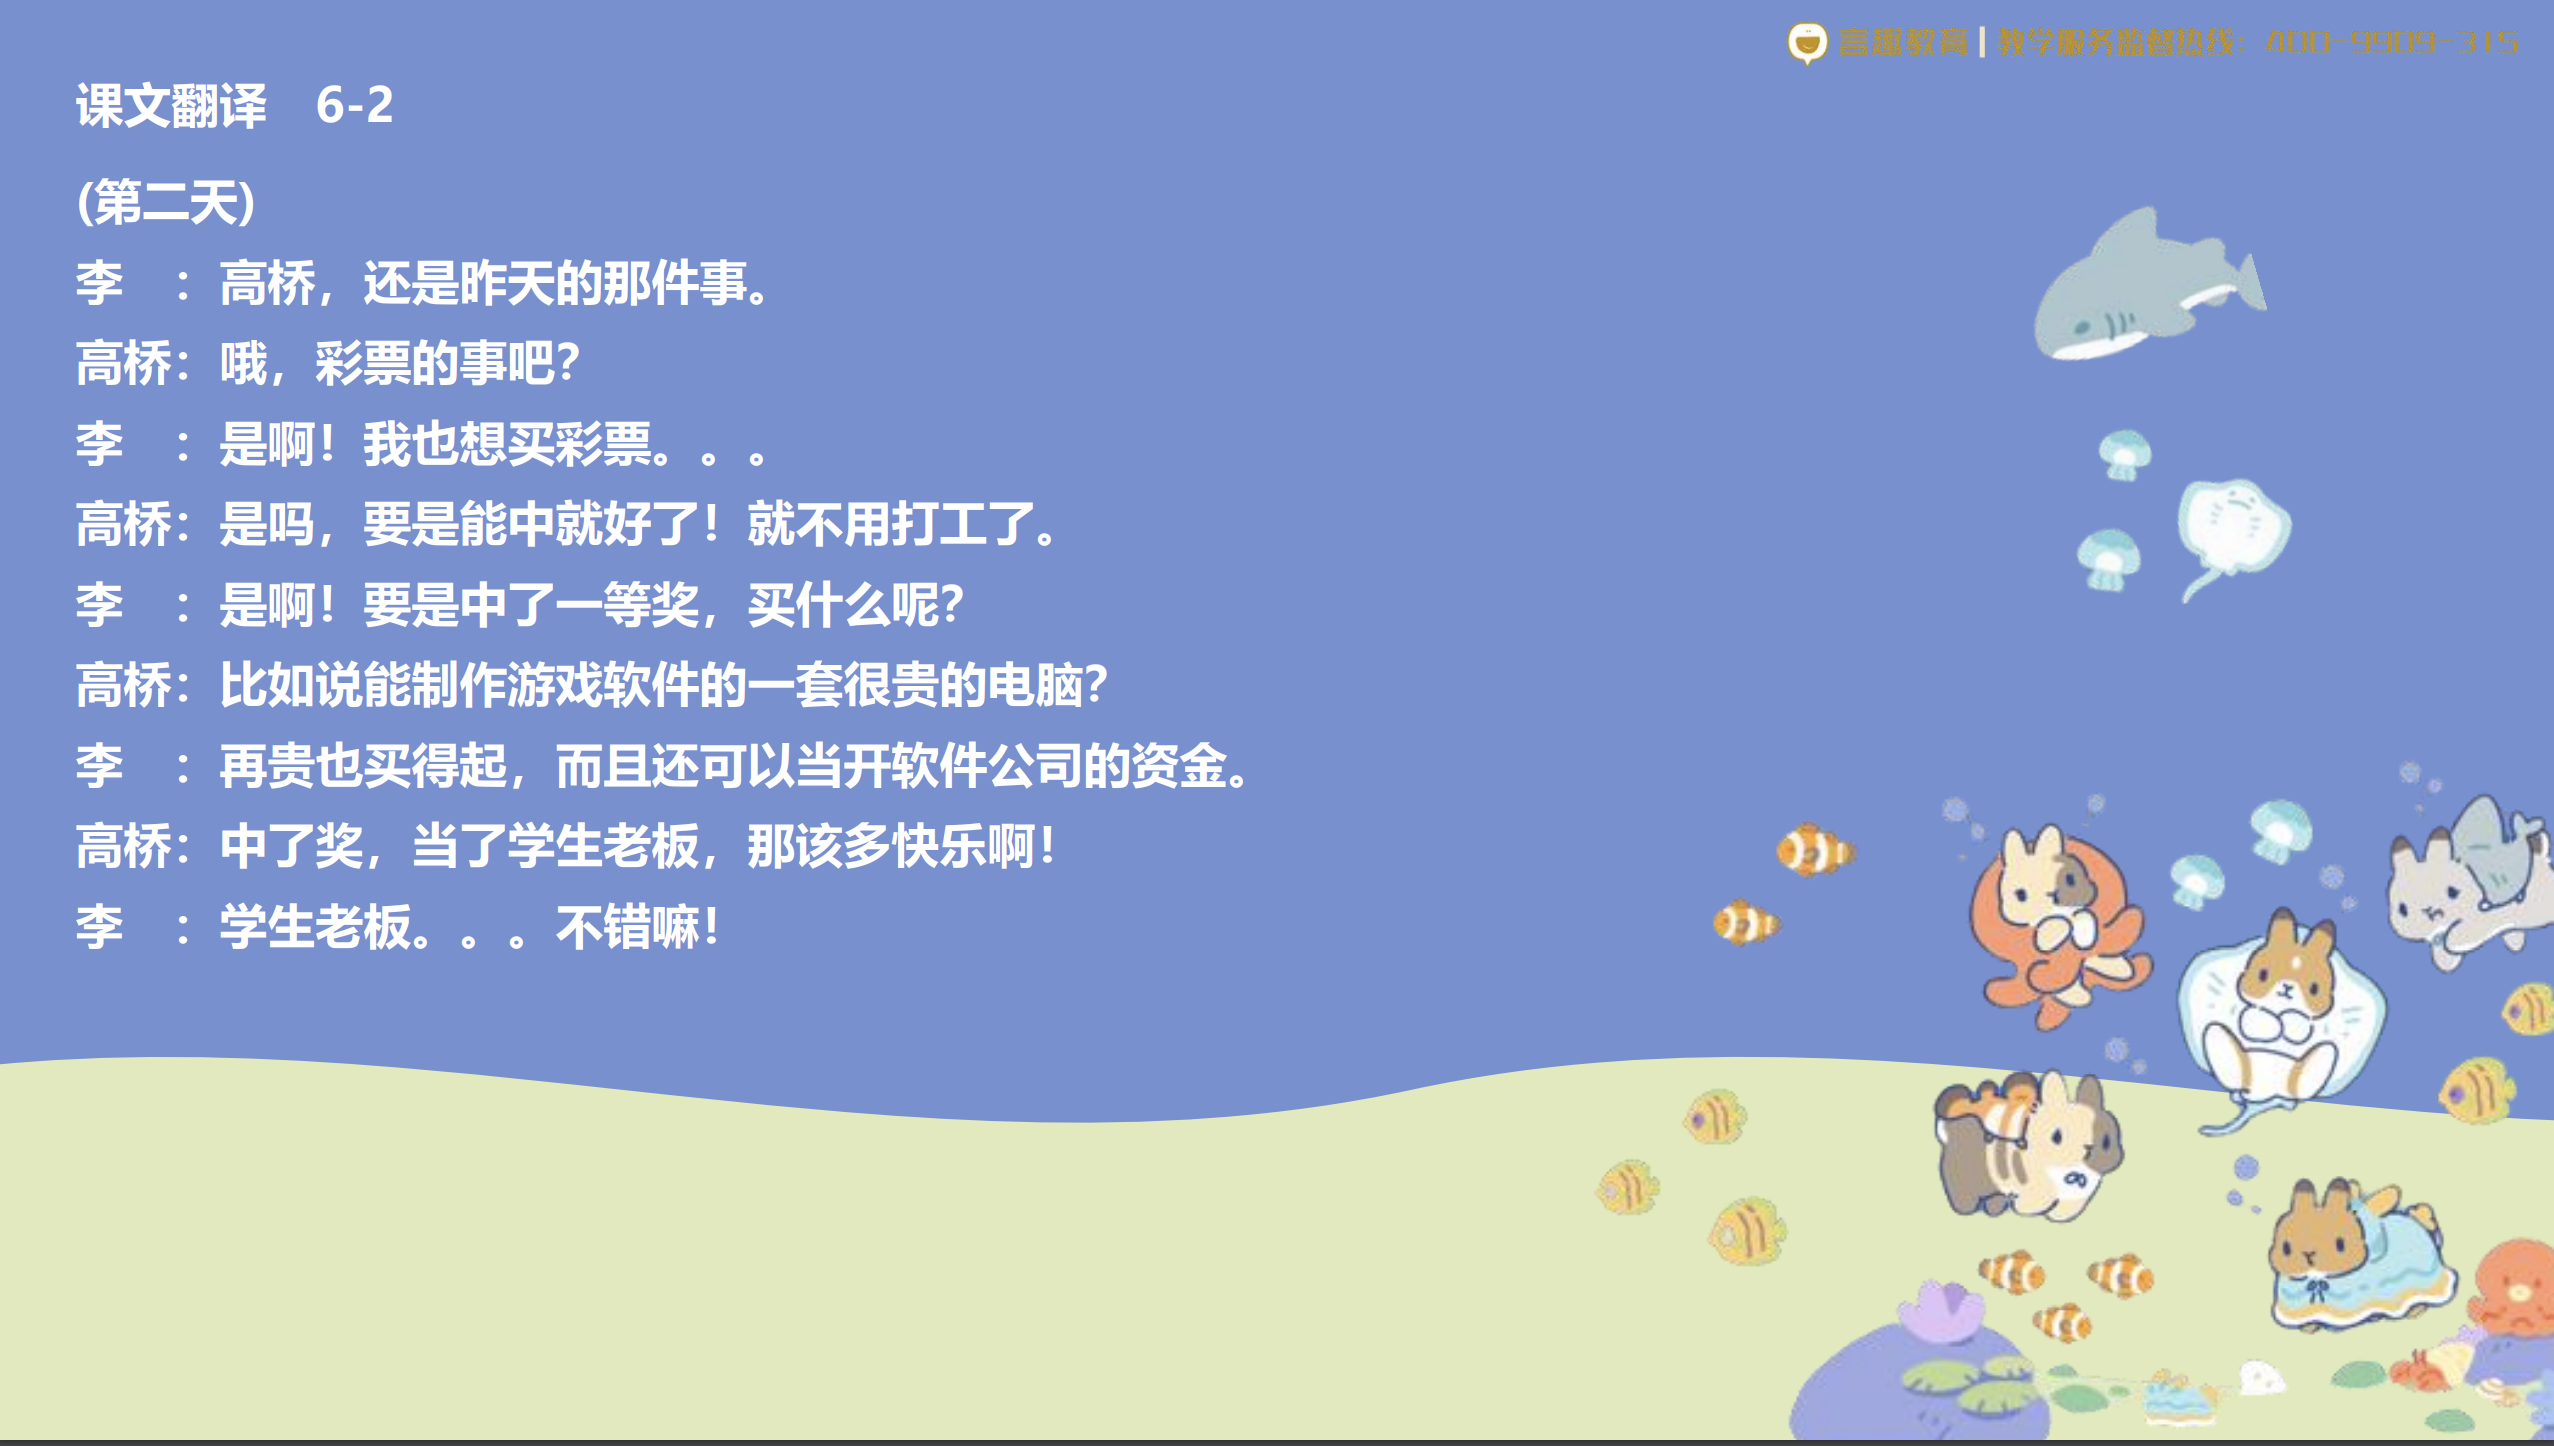 言趣教育 | 教学服务监督热线：400-9909-315
课文翻译　6-2
(第二天)
李　：高桥，还是昨天的那件事。
高桥：哦，彩票的事吧？
李　：是啊！我也想买彩票。。。
高桥：是吗，要是能中就好了！就不用打工了。
李　：是啊！要是中了一等奖，买什么呢？
高桥：比如说能制作游戏软件的一套很贵的电脑？
李　：再贵也买得起，而且还可以当开软件公司的资金。
高桥：中了奖，当了学生老板，那该多快乐啊！
李　：学生老板。。。不错嘛！